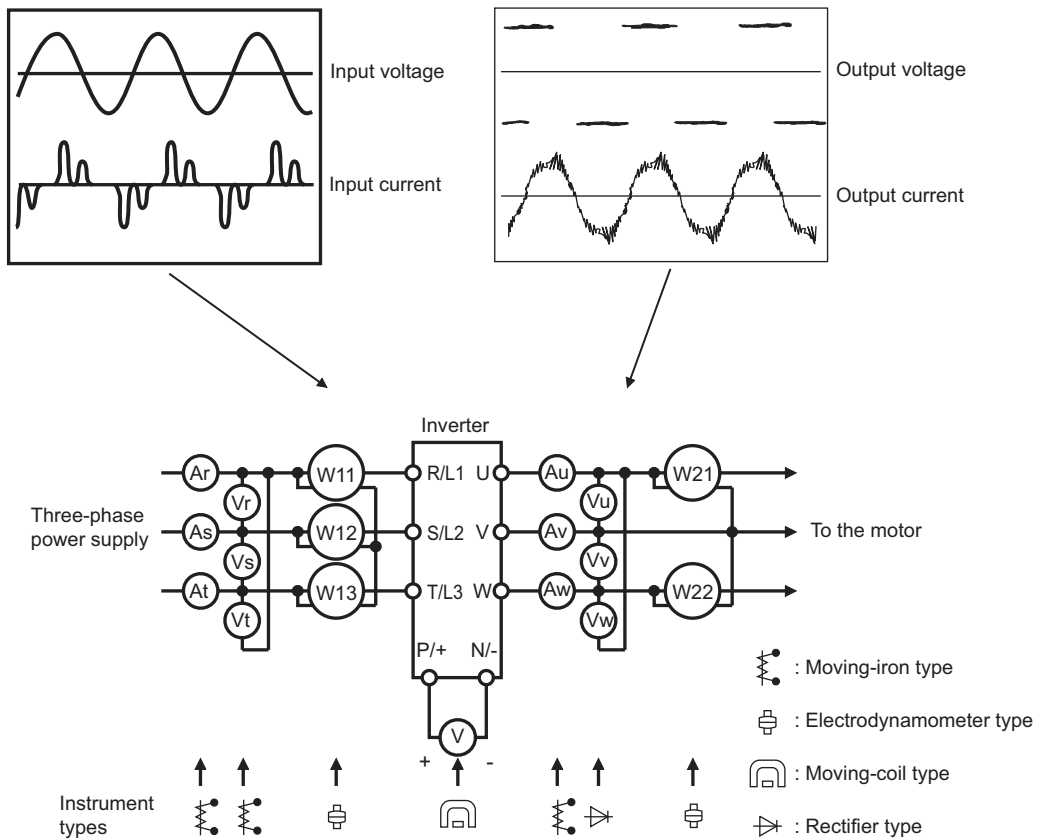 Input voltage
Input current
Output voltage
Output current
Inverter
Three-phase
power supply
Ar
Vr
W11
R/L1
U
Au
Vu
W21
As
Vs
W12
S/L2
V
Av
Vv
To the motor
At
Vt
W13
T/L3
W
Aw
Vw
W22
P/+
N/-
V
+
-
: Moving-iron type
: Electrodynamometer type
: Moving-coil type
: Rectifier type
Instrument
types